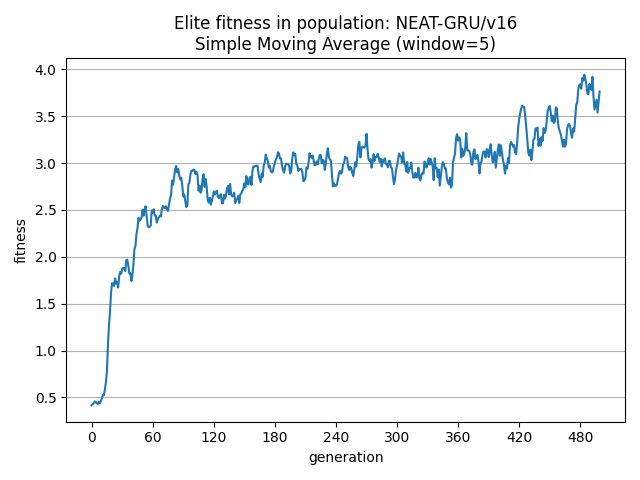 Elite fitness in population: NEAT-GRU/v16
Simple Moving Average (window=5)
4.0
3.5
3.0
2.5
2.0
1.5
1.0
0.5
fitness
0 60 120 180 240 300 360 420 480
generation